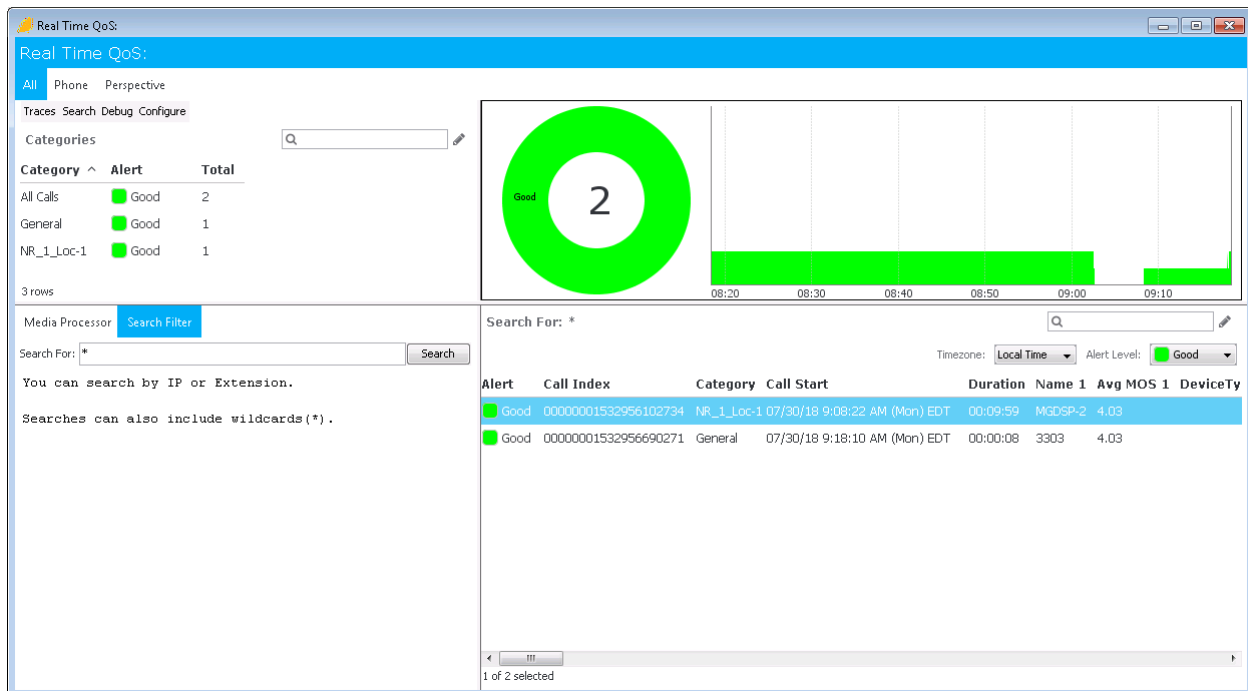 Real Time QoS:
Real Time QoS:
All Phone Perspective
Traces Search Debug Configure
Categories
Category ^ Alert Total
All Calls Good 2
General Good 1
NR_1_Loc-1 Good 1
3 rows
Good
2
08:20 08:30 08:40 08:50 09:00 09:10
Media Processor Search Filter
Search For: * Search
You can search by IP or Extension.
Searches can also include wildcards(*).
Search For: *
Timezone: Local Time Alert Level: Good
Alert Call Index Category Call Start Duration Name 1 Avg MOS 1 DeviceTy
Good 00000001532956102734 NR_1_Loc-1 07/30/18 9:08:22 AM (Mon) EDT 00:09:59 MGDSP-2 4.03
Good 00000001532956690271 General 07/30/18 9:18:10 AM (Mon) EDT 00:00:08 3303 4.03
1 of 2 selected